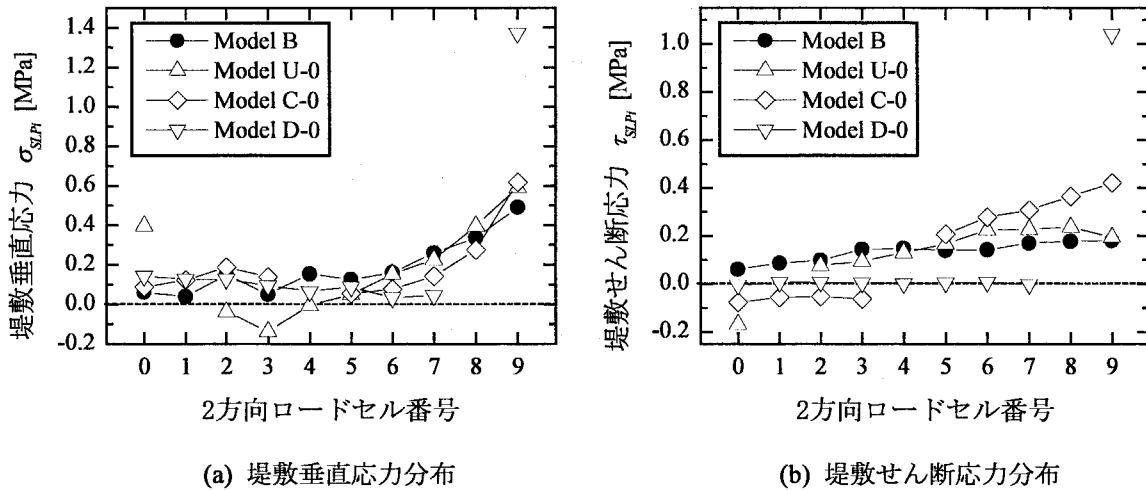 堤敷垂直応力 σSLPi [MPa]
1.4
1.2
1.0
0.8
0.6
0.4
0.2
0.0
-0.2
Model B
Model U-0
Model C-0
Model D-0
0 1 2 3 4 5 6 7 8 9
2方向ロードセル番号
(a) 堤敷垂直応力分布
堤敷せん断応力 τSLPi [MPa]
1.0
0.8
0.6
0.4
0.2
0.0
-0.2
Model B
Model U-0
Model C-0
Model D-0
0 1 2 3 4 5 6 7 8 9
2方向ロードセル番号
(b) 堤敷せん断応力分布